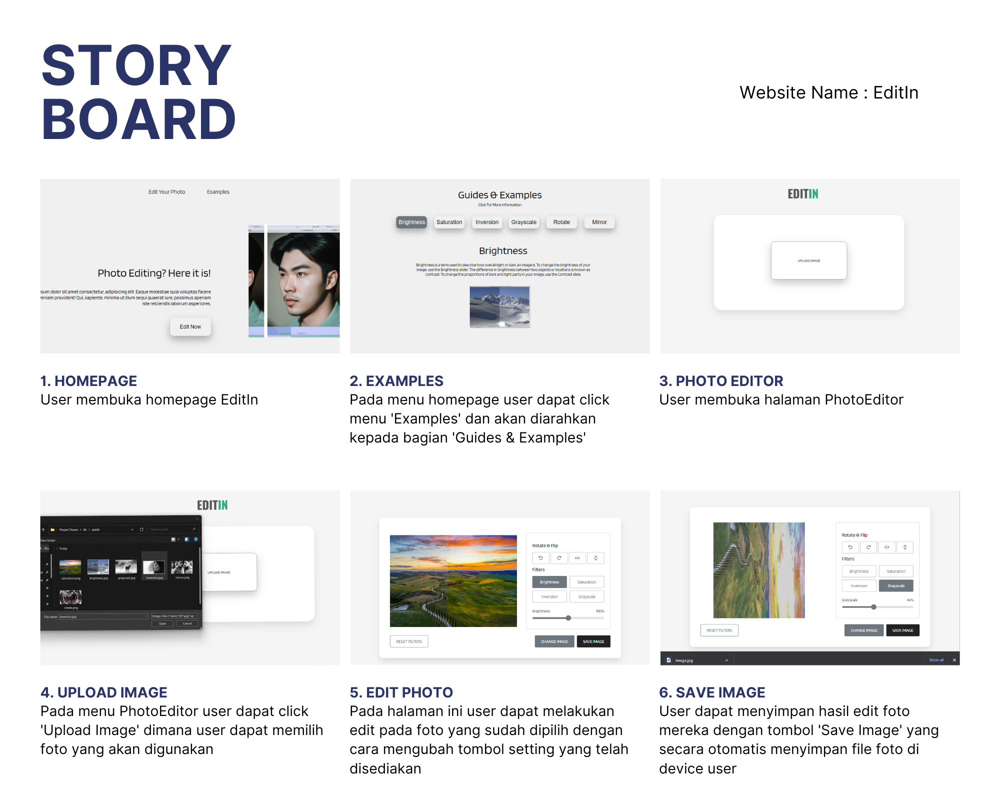 STORY
BOARD
Website Name : EditIn
Edit Your Photo Examples
Photo Editing? Here it is!
sum dolor sit amet consectetur, adipisicing elit. Eaque molestiae quia voluptas facere
veniam provident! Qui, sapiente, minima ut illum sequi quaerat iure, possimus aperiam
iste reiciendis laborum asperiores.
Edit Now
Guides & Examples
Click For More Information
Brightness Saturation Inversion Grayscale Rotate Mirror
Brightness
Brightness is a term used to describe how overall light or dark an image is. To change the brightness of your
image, use the Brightness slider. The difference in brightness between two objects or locations is known as
contrast. To change the proportions of dark and light parts in your image, use the Contrast slide.
EDITIN
UPLOAD IMAGE
1. HOMEPAGE
User membuka homepage EditIn
2. EXAMPLES
Pada menu homepage user dapat click
menu 'Examples' dan akan diarahkan
kepada bagian 'Guides & Examples'
3. PHOTO EDITOR
User membuka halaman PhotoEditor
EDITIN
Project Dosen > lib > guide
Search guide
New folder
Today
saturation.png brightness.jpg grayscale.jpg inversion.jpg mirror.png
rotate.png
File name: inversion.jpg
Image Files (*.xbm;*.tif;*.pjp;*.ap
Open Cancel
UPLOAD IMAGE
Rotate & Flip
Filters
Brightness Saturation
Inversion Grayscale
Brightness 100%
RESET FILTERS CHANGE IMAGE SAVE IMAGE
Rotate & Flip
Filters
Brightness Saturation
Inversion Grayscale
Grayscale 44%
RESET FILTERS CHANGE IMAGE SAVE IMAGE
image.jpg Show all
4. UPLOAD IMAGE
Pada menu PhotoEditor user dapat click
'Upload Image' dimana user dapat memilih
foto yang akan digunakan
5. EDIT PHOTO
Pada halaman ini user dapat melakukan
edit pada foto yang sudah dipilih dengan
cara mengubah tombol setting yang telah
disediakan
6. SAVE IMAGE
User dapat menyimpan hasil edit foto
mereka dengan tombol 'Save Image' yang
secara otomatis menyimpan file foto di
device user